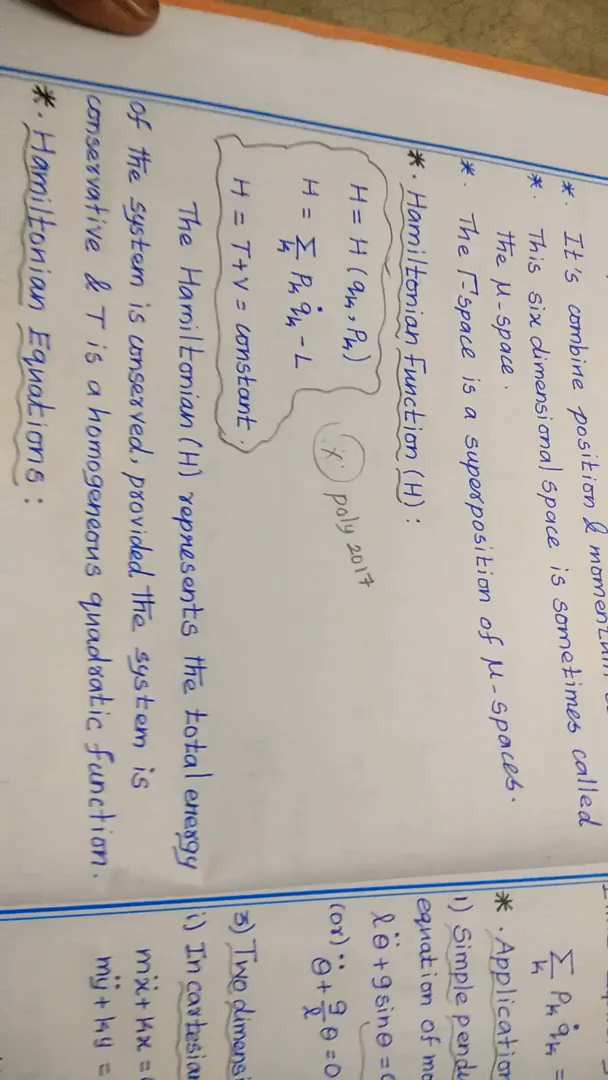 *. It's combine position & momentum
*. This six dimensional space is sometimes called
the μ-space.
*. The Γ-space is a superposition of μ-spaces.
*. Hamiltonian function (H):
H = H (qₖ, Pₖ)
H = Σₖ Pₖ q̇ₖ - L
H = T+V = constant.
x poly 2017
The Hamiltonian (H) represents the total energy
of the system is conserved, provided the system is
conservative & T is a homogeneous quadratic function.
*. Hamiltonian Equations:
Σₖ Pₖ q̇ₖ =
*. Application
1) Simple pendu
equation of mo
lθ̈ + g sinθ = 0
(or) θ̈ + g/l θ = 0
3) Two dimensi
i) In cartesian
mẍ + kx =
mÿ + ky =